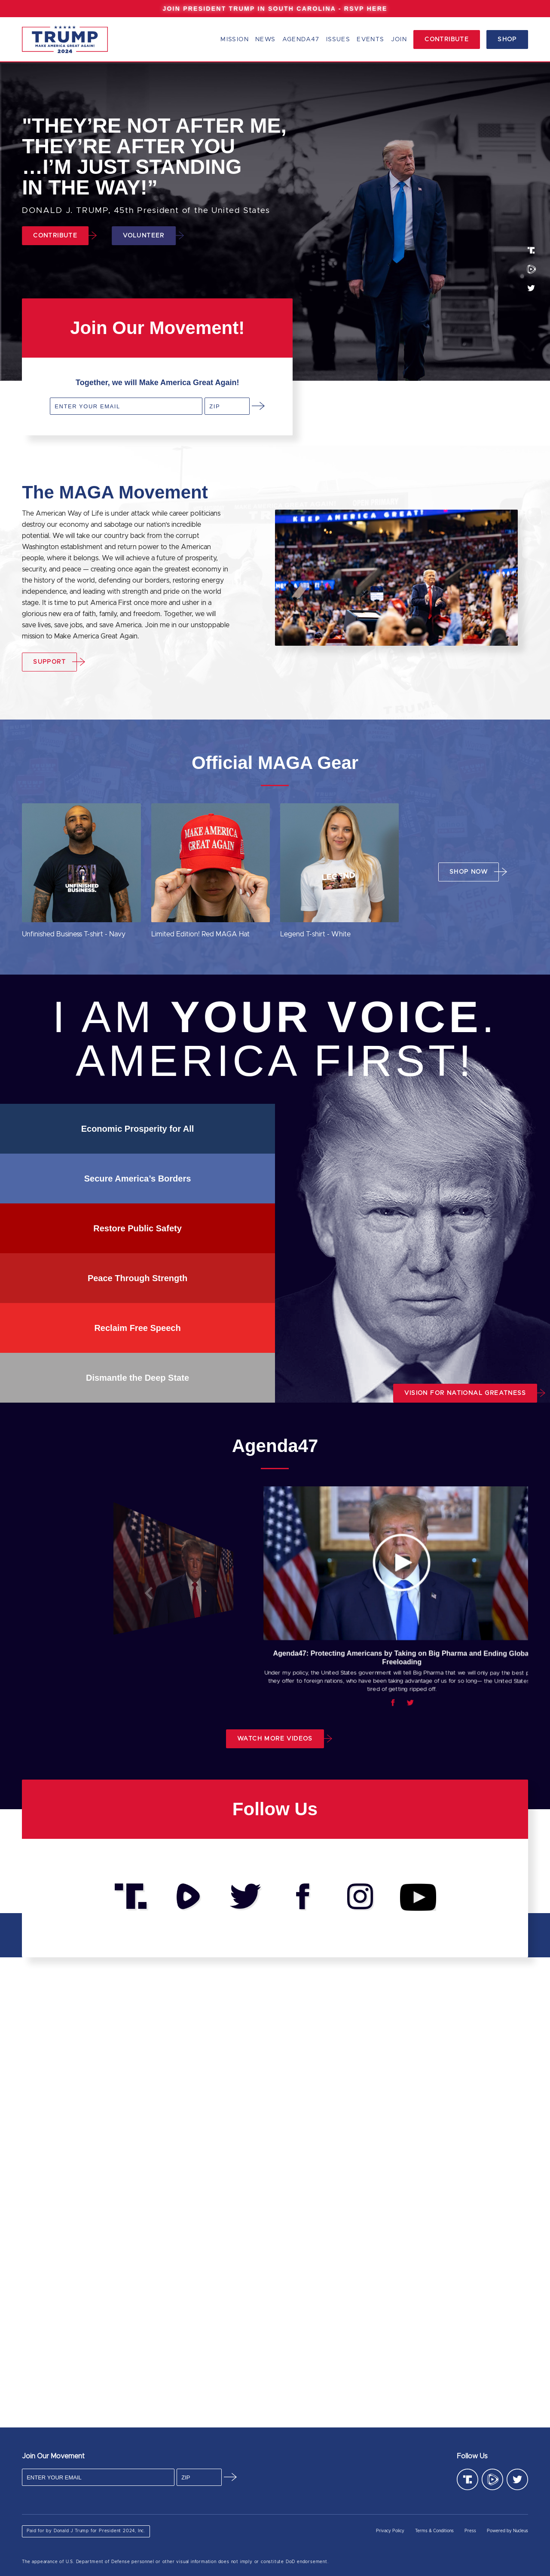 JOIN PRESIDENT TRUMP IN SOUTH CAROLINA - RSVP HERE
TRUMP
MAKE AMERICA GREAT AGAIN!
2024
MISSION NEWS AGENDA47 ISSUES EVENTS JOIN CONTRIBUTE SHOP
"THEY’RE NOT AFTER ME,
THEY’RE AFTER YOU
…I’M JUST STANDING
IN THE WAY!”
DONALD J. TRUMP, 45th President of the United States
CONTRIBUTE VOLUNTEER
Join Our Movement!
Together, we will Make America Great Again!
ENTER YOUR EMAIL ZIP
The MAGA Movement
The American Way of Life is under attack while career politicians
destroy our economy and sabotage our nation's incredible
potential. We will take our country back from the corrupt
Washington establishment and return power to the American
people, where it belongs. We will achieve a future of prosperity,
security, and peace — creating once again the greatest economy in
the history of the world, defending our borders, restoring energy
independence, and leading with strength and pride on the world
stage. It is time to put America First once more and usher in a
glorious new era of faith, family, and freedom. Together, we will
save lives, save jobs, and save America. Join me in our unstoppable
mission to Make America Great Again.
KEEP AMERICA GREAT!
SUPPORT
Official MAGA Gear
UNFINISHED
BUSINESS.
MAKE AMERICA
GREAT AGAIN
SHOP NOW
Unfinished Business T-shirt - Navy
Limited Edition! Red MAGA Hat
Legend T-shirt - White
I AM YOUR VOICE.
AMERICA FIRST!
Economic Prosperity for All
Secure America’s Borders
Restore Public Safety
Peace Through Strength
Reclaim Free Speech
Dismantle the Deep State
VISION FOR NATIONAL GREATNESS
Agenda47
Agenda47: Protecting Americans by Taking on Big Pharma and Ending Globa
Freeloading
Under my policy, the United States government will tell Big Pharma that we will only pay the best p
they offer to foreign nations, who have been taking advantage of us for so long— the United States
tired of getting ripped off.
WATCH MORE VIDEOS
Follow Us
Join Our Movement
Follow Us
ENTER YOUR EMAIL ZIP
Paid for by Donald J Trump for President 2024, Inc.
Privacy Policy Terms & Conditions Press Powered by Nucleus
The appearance of U.S. Department of Defense personnel or other visual information does not imply or constitute DoD endorsement